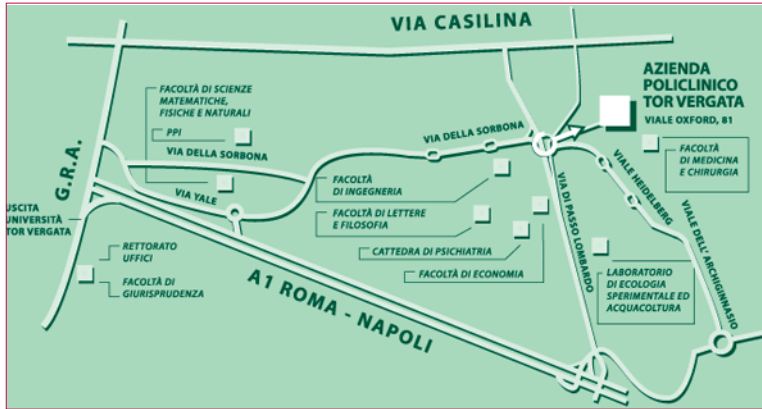 VIA CASILINA
AZIENDA
POLICLINICO
TOR VERGATA
VIALE OXFORD, 81
FACOLTÀ DI SCIENZE
MATEMATICHE,
FISICHE E NATURALI
PPI
VIA DELLA SORBONA
VIA DELLA SORBONA
FACOLTÀ
DI MEDICINA
E CHIRURGIA
G.R.A.
VIA YALE
FACOLTÀ
DI INGEGNERIA
VIALE HEIDELBERG
USCITA
UNIVERSITÀ
TOR VERGATA
FACOLTÀ DI LETTERE
E FILOSOFIA
VIA DI PASSO LOMBARDO
VIALE DELL' ARCHIGINNASIO
RETTORATO
UFFICI
CATTEDRA DI PSICHIATRIA
FACOLTÀ DI ECONOMIA
FACOLTÀ DI
GIURISPRUDENZA
LABORATORIO
DI ECOLOGIA
SPERIMENTALE ED
ACQUACOLTURA
A1 ROMA - NAPOLI